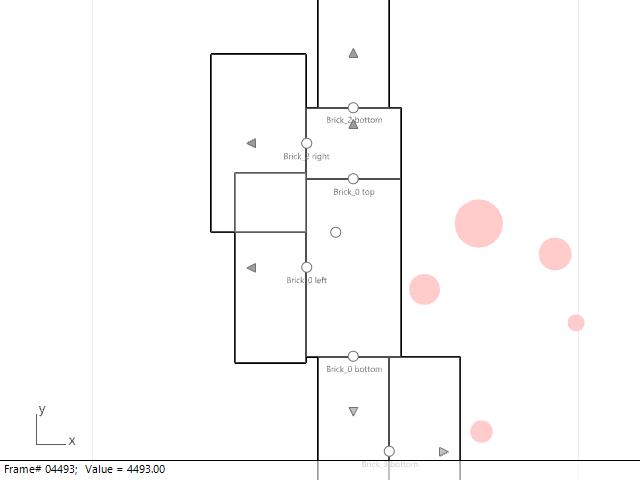 Brick_2 bottom
Brick_2 right
Brick_0 top
Brick_0 left
Brick_0 bottom
y
x
Brick_3 bottom
Frame# 04493;  Value = 4493.00